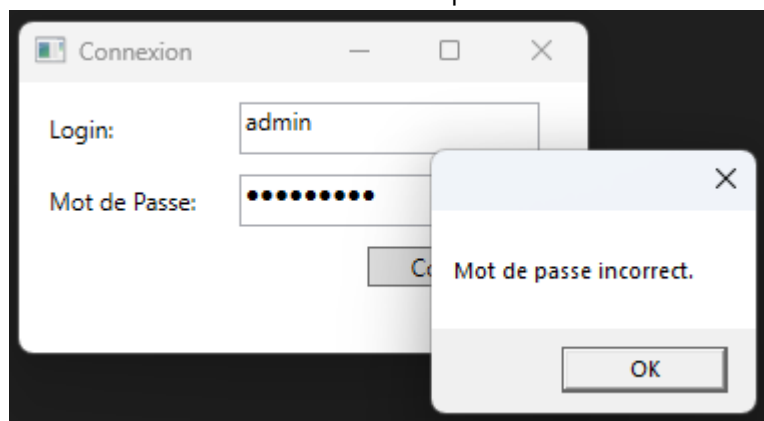 Connexion
Login:
admin
Mot de Passe:
•••••••••
Mot de passe incorrect.
OK